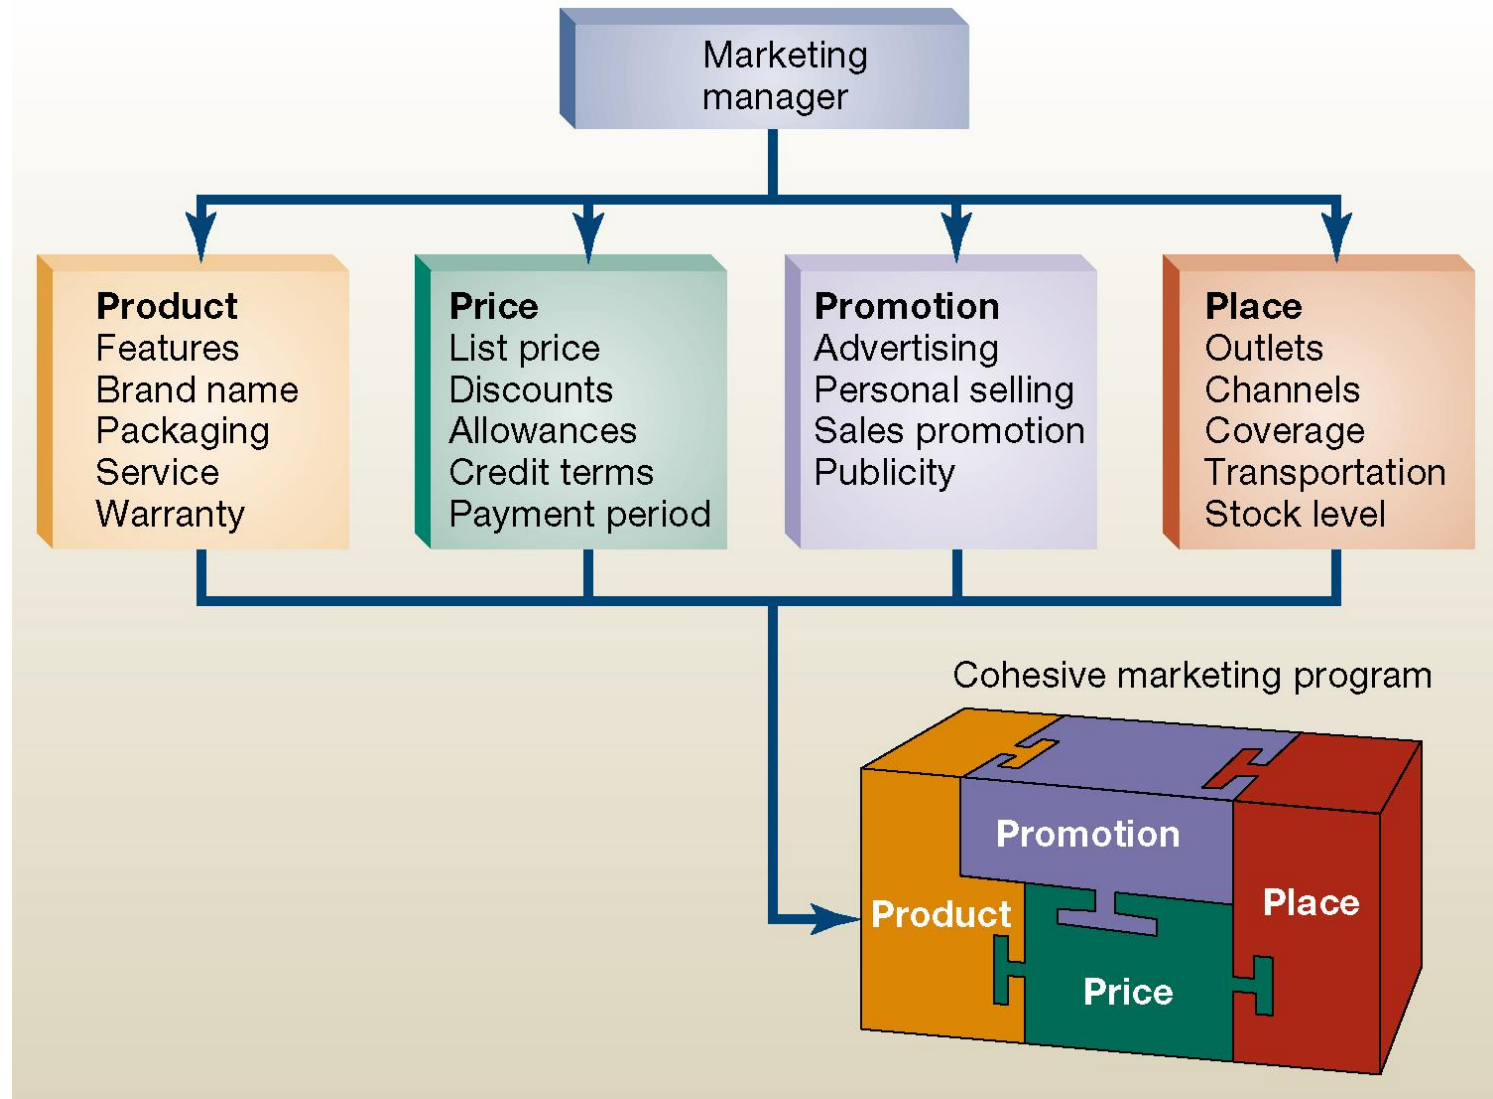 Marketing
manager
Product
Features
Brand name
Packaging
Service
Warranty
Price
List price
Discounts
Allowances
Credit terms
Payment period
Promotion
Advertising
Personal selling
Sales promotion
Publicity
Place
Outlets
Channels
Coverage
Transportation
Stock level
Cohesive marketing program
Promotion
Product
Place
Price